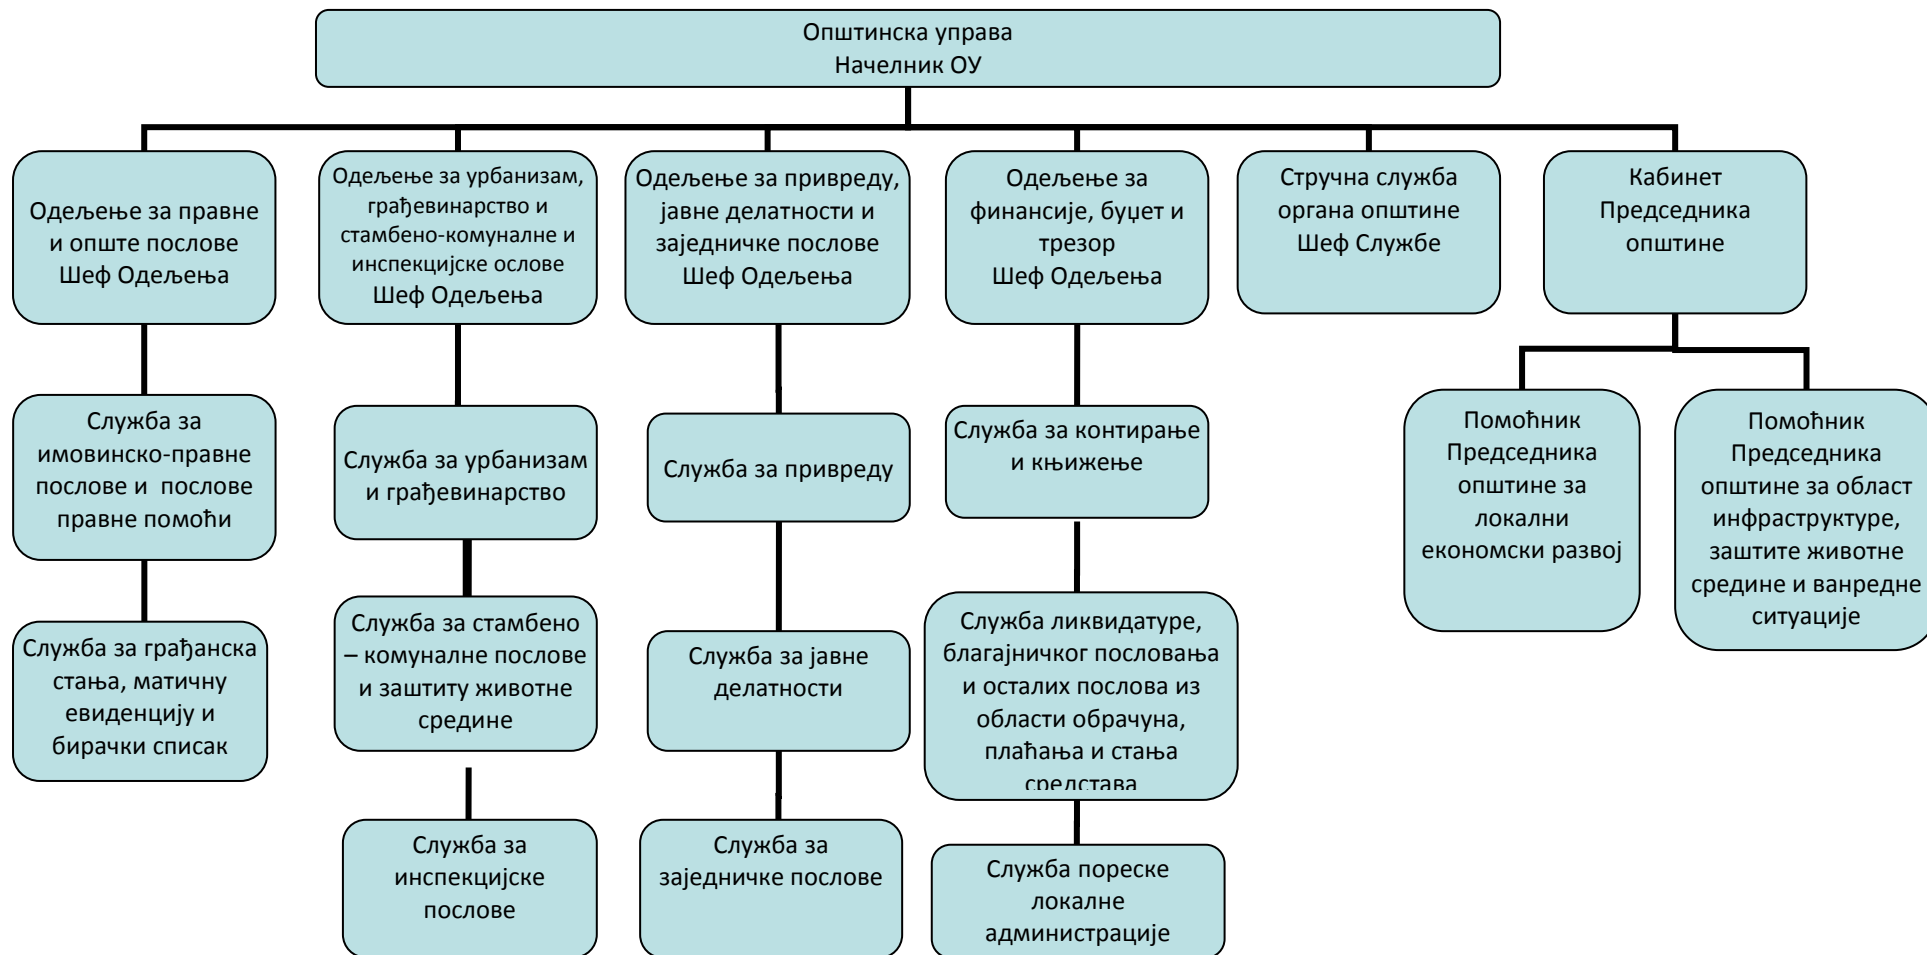 Општинска управа
Начелник ОУ
Одељење за правне
и опште послове
Шеф Одељења
Одељење за урбанизам,
грађевинарство и
стамбено-комуналне и
инспекцијске ослове
Шеф Одељења
Одељење за привреду,
јавне делатности и
заједничке послове
Шеф Одељења
Одељење за
финансије, буџет и
трезор
Шеф Одељења
Стручна служба
органа општине
Шеф Службе
Кабинет
Председника
општине
Служба за
имовинско-правне
послове и  послове
правне помоћи
Служба за урбанизам
и грађевинарство
Служба за привреду
Служба за контирање
и књижење
Помоћник
Председника
општине за
локални
економски развој
Помоћник
Председника
општине за област
инфраструктуре,
заштите животне
средине и ванредне
ситуације
Служба за грађанска
стања, матичну
евиденцију и
бирачки списак
Служба за стамбено
– комуналне послове
и заштиту животне
средине
Служба за јавне
делатности
Служба ликвидатуре,
благајничког пословања
и осталих послова из
области обрачуна,
плаћања и стања
средстава
Служба за
инспекцијске
послове
Служба за
заједничке послове
Служба пореске
локалне
администрације